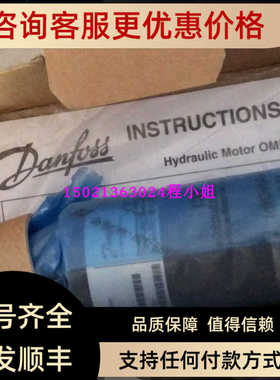 咨询客服更优惠价格
Danfoss
INSTRUCTIONS
Hydraulic Motor OM
15021363024程小姐
号齐全
发顺丰
品质保障 值得信赖
支持任何付款方式